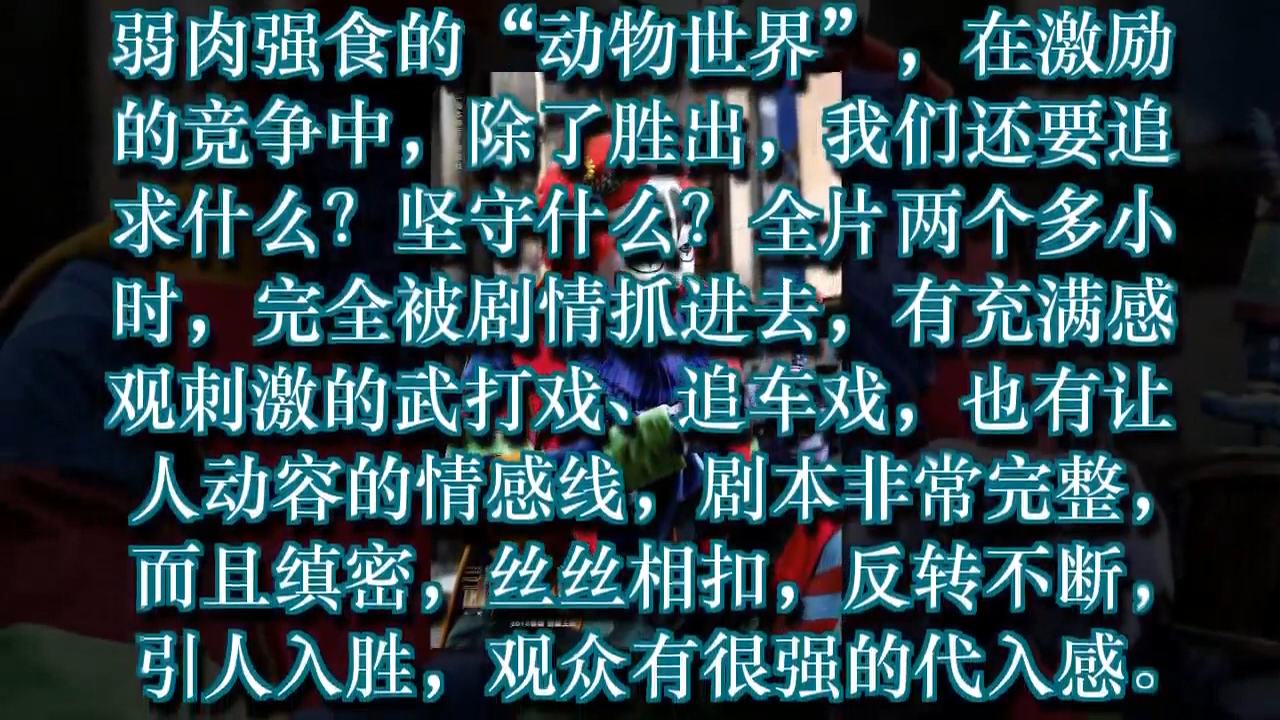 弱肉强食的“动物世界”，在激励
的竞争中，除了胜出，我们还要追
求什么？坚守什么？全片两个多小
时，完全被剧情抓进去，有充满感
观刺激的武打戏、追车戏，也有让
人动容的情感线，剧本非常完整，
而且缜密，丝丝相扣，反转不断，
引人入胜，观众有很强的代入感。